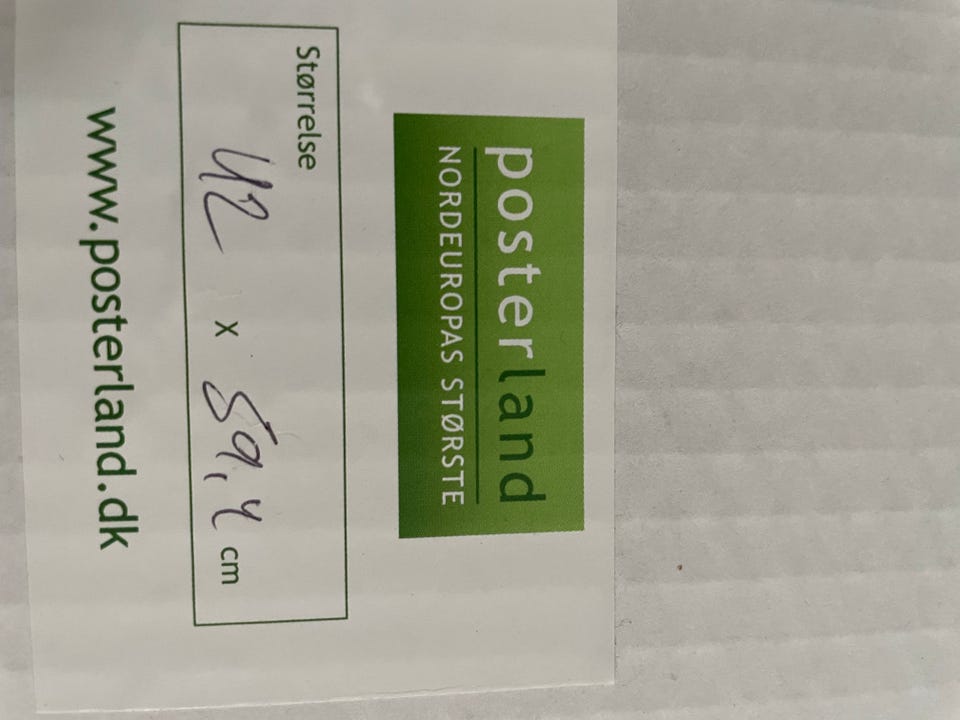 posterland
NORDEUROPAS STØRSTE
Størrelse
42 x 59,4 cm
www.posterland.dk